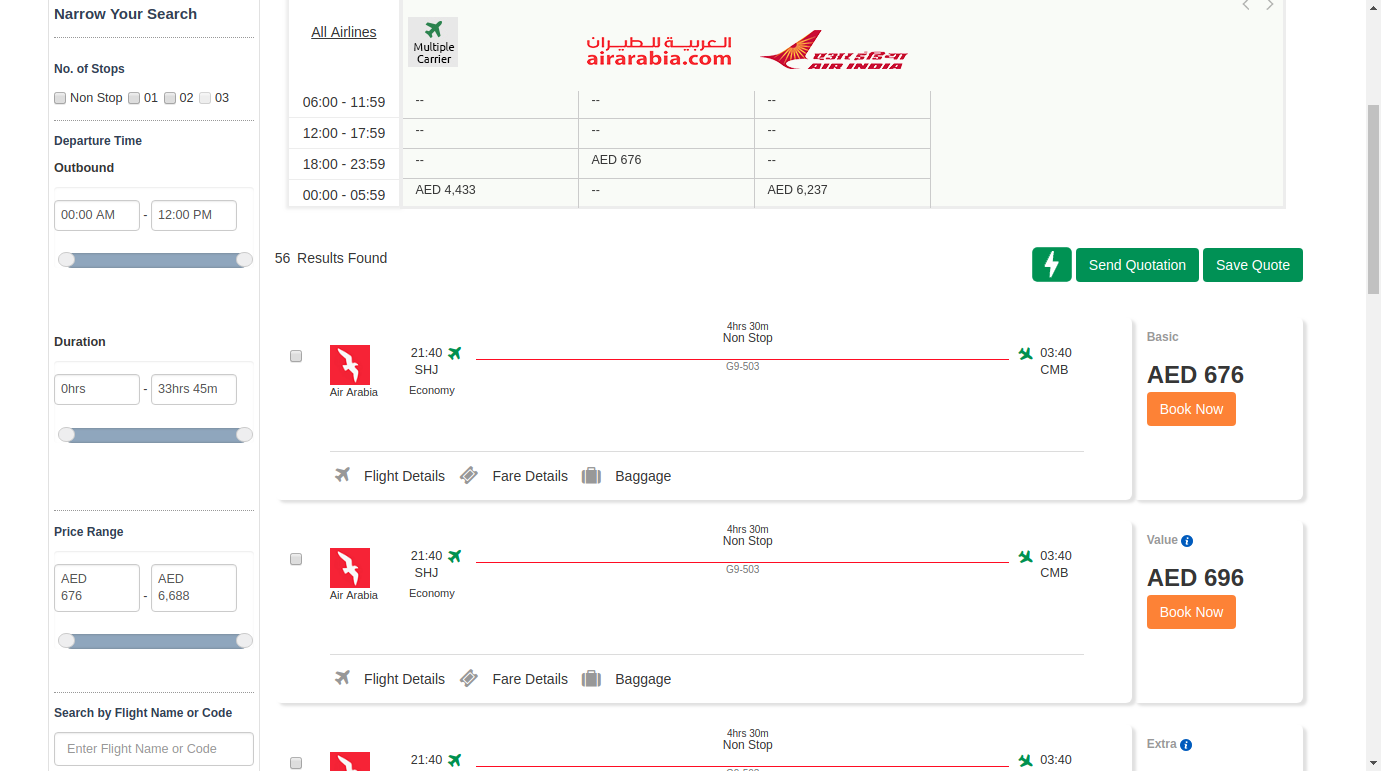 Narrow Your Search
No. of Stops
Non Stop 01 02 03
Departure Time
Outbound
00:00 AM - 12:00 PM
Duration
0hrs - 33hrs 45m
Price Range
AED 676 - AED 6,688
Search by Flight Name or Code
Enter Flight Name or Code
All Airlines
Multiple
Carrier
العربية للطيران
airarabia.com
एअर इंडिया
AIR INDIA
06:00 - 11:59 -- -- --
12:00 - 17:59 -- -- --
18:00 - 23:59 -- AED 676 --
00:00 - 05:59 AED 4,433 -- AED 6,237
56 Results Found
Send Quotation
Save Quote
4hrs 30m
Non Stop
21:40 03:40
SHJ G9-503 CMB
Air Arabia Economy
Basic
AED 676
Book Now
Flight Details Fare Details Baggage
4hrs 30m
Non Stop
21:40 03:40
SHJ G9-503 CMB
Air Arabia Economy
Value
AED 696
Book Now
Flight Details Fare Details Baggage
4hrs 30m
Non Stop
21:40 03:40
Extra